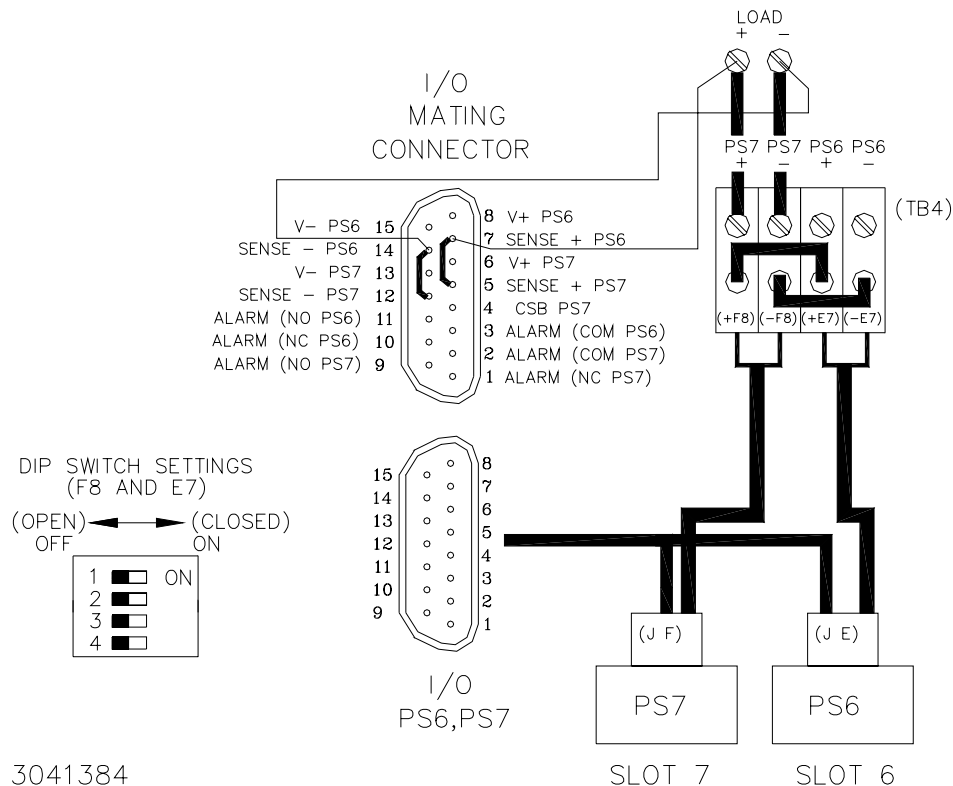 LOAD
+ −
I/O
MATING
CONNECTOR
PS7 PS7 PS6 PS6
+ − + −
(TB4)
V− PS6 15
SENSE − PS6 14
V− PS7 13
SENSE − PS7 12
ALARM (NO PS6) 11
ALARM (NC PS6) 10
ALARM (NO PS7) 9
8 V+ PS6
7 SENSE + PS6
6 V+ PS7
5 SENSE + PS7
4 CSB PS7
3 ALARM (COM PS6)
2 ALARM (COM PS7)
1 ALARM (NC PS7)
(+F8) (−F8) (+E7) (−E7)
DIP SWITCH SETTINGS
(F8 AND E7)
(OPEN) (CLOSED)
OFF ON
1 ON
2
3
4
15
14
13
12
11
10
9
8
7
6
5
4
3
2
1
I/O
PS6,PS7
(J F) (J E)
PS7 PS6
SLOT 7 SLOT 6
3041384